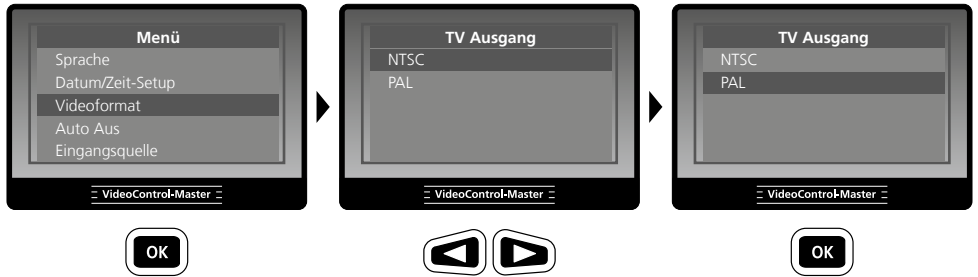 Menü
Sprache
Datum/Zeit-Setup
Videoformat
Auto Aus
Eingangsquelle
VideoControl-Master
OK
TV Ausgang
NTSC
PAL
VideoControl-Master
TV Ausgang
NTSC
PAL
VideoControl-Master
OK